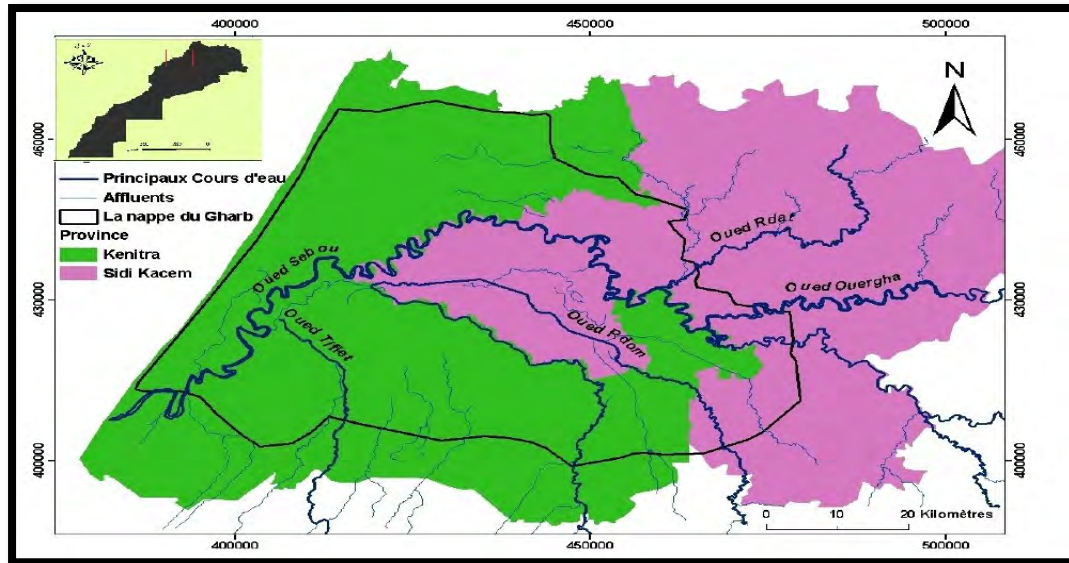 400000 450000 500000
N
460000 460000
Principaux Cours d'eau
Affluents
La nappe du Gharb
Province
Kenitra
Sidi Kacem
Oued Sebou
Oued Rdat
Oued Ouergha
430000 430000
Oued Tiflet
Oued Rdom
400000 400000
0 10 20 Kilomètres
400000 450000 500000